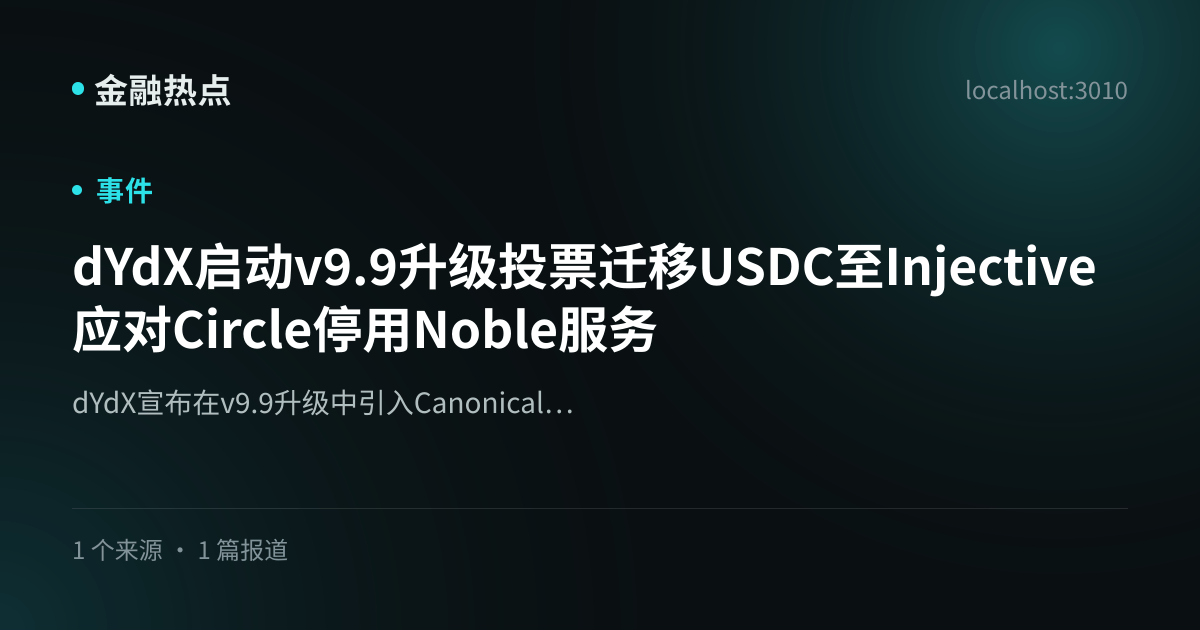 金融热点
localhost:3010
事件
dYdX启动v9.9升级投票迁移USDC至Injective
应对Circle停用Noble服务
dYdX宣布在v9.9升级中引入Canonical…
1 个来源 · 1 篇报道